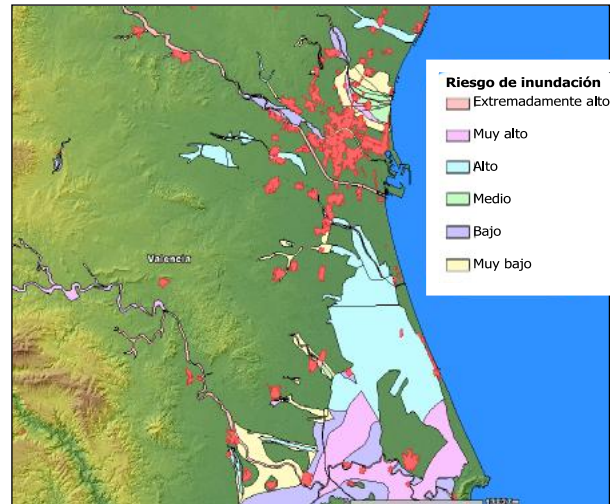 Riesgo de inundación
Extremadamente alto
Muy alto
Alto
Medio
Bajo
Muy bajo
Valencia